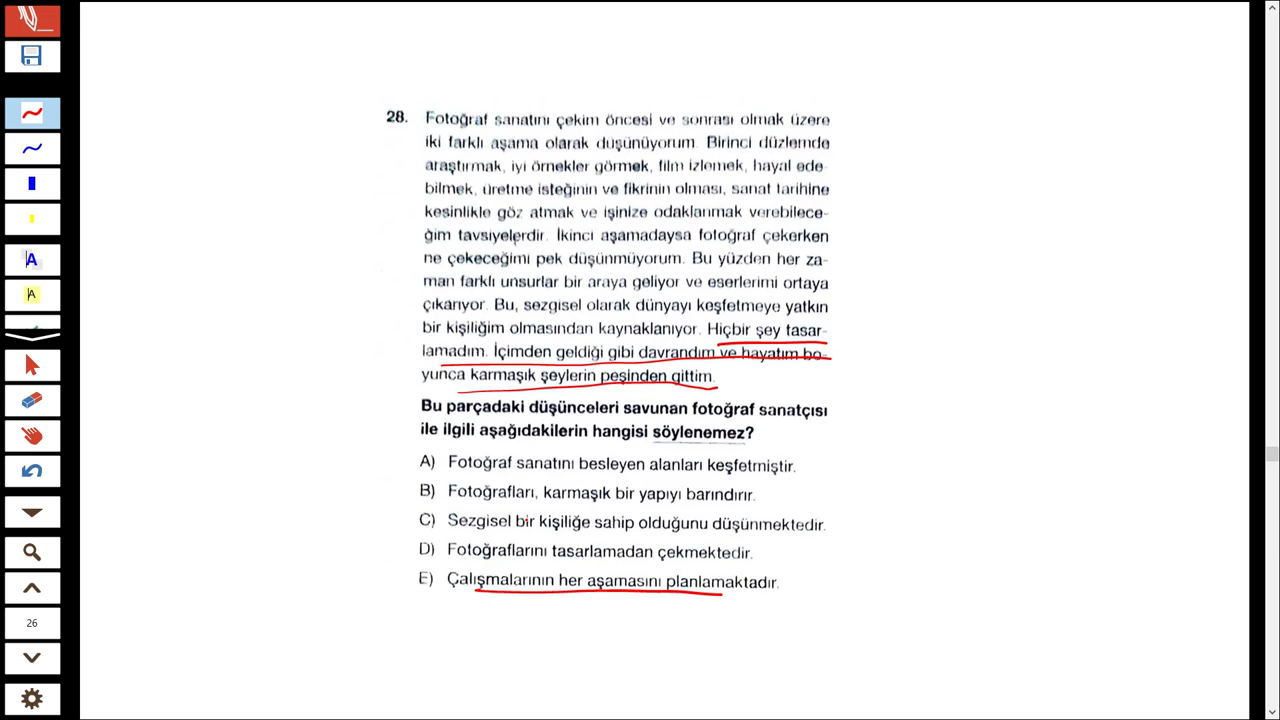 28. Fotoğraf sanatını çekim öncesi ve sonrası olmak üzere
iki farklı aşama olarak düşünüyorum. Birinci düzlemde
araştırmak, iyi örnekler görmek, film izlemek, hayal ede-
bilmek, üretme isteğinin ve fikrinin olması, sanat tarihine
kesinlikle göz atmak ve işinize odaklanmak verebilece-
ğim tavsiyelerdir. İkinci aşamadaysa fotoğraf çekerken
ne çekeceğimi pek düşünmüyorum. Bu yüzden her za-
man farklı unsurlar bir araya geliyor ve eserlerimi ortaya
çıkarıyor. Bu, sezgisel olarak dünyayı keşfetmeye yatkın
bir kişiliğim olmasından kaynaklanıyor. Hiçbir şey tasar-
lamadım. İçimden geldiği gibi davrandım ve hayatım bo-
yunca karmaşık şeylerin peşinden gittim.
Bu parçadaki düşünceleri savunan fotoğraf sanatçısı
ile ilgili aşağıdakilerin hangisi söylenemez?
A) Fotoğraf sanatını besleyen alanları keşfetmiştir.
B) Fotoğrafları, karmaşık bir yapıyı barındırır.
C) Sezgisel bir kişiliğe sahip olduğunu düşünmektedir.
D) Fotoğraflarını tasarlamadan çekmektedir.
E) Çalışmalarının her aşamasını planlamaktadır.
A
A
26